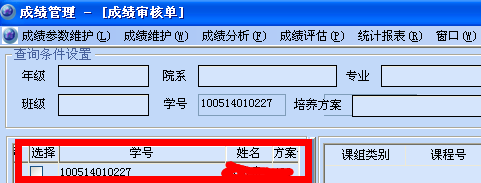 成绩管理 - [成绩审核单]
成绩参数维护(L) 成绩维护(W) 成绩分析(F) 成绩评估(F) 统计报表(R) 窗口(W)
查询条件设置
年级 院系 专业
班级 学号 100514010227 培养方案
选择 学号 姓名 方案 课组类别 课程号
100514010227